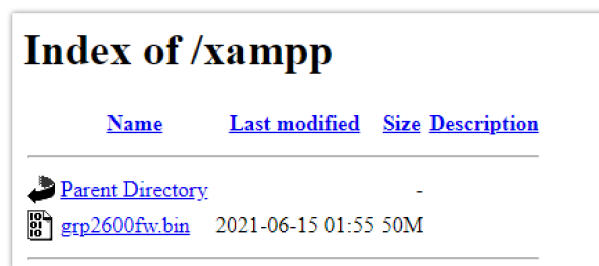 Index of /xampp
Name Last modified Size Description
Parent Directory -
grp2600fw.bin 2021-06-15 01:55 50M